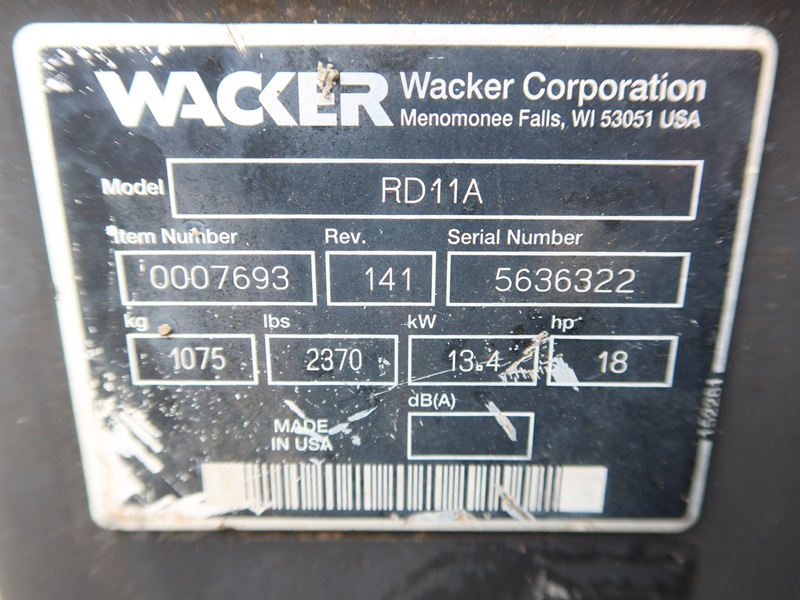 WACKER Wacker Corporation
Menomonee Falls, WI 53051 USA
Model RD11A
Item Number Rev. Serial Number
0007693 141 5636322
kg lbs kW hp
1075 2370 13.4 18
dB(A)
MADE
IN USA